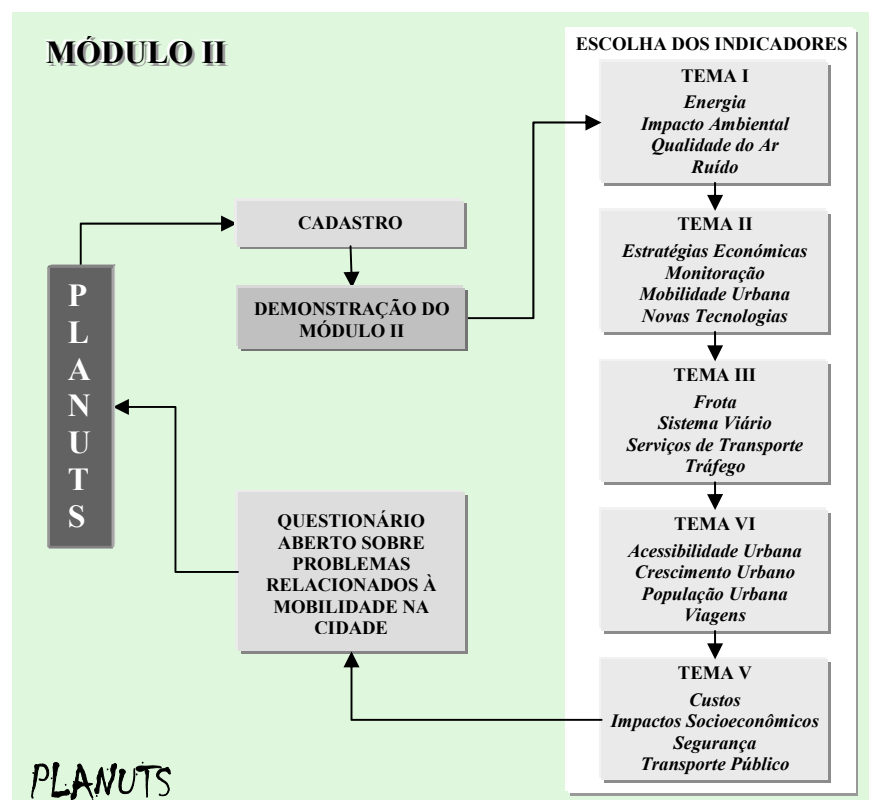 MÓDULO II
PLANUTS
CADASTRO
DEMONSTRAÇÃO DO
MÓDULO II
ESCOLHA DOS INDICADORES
TEMA I
Energia
Impacto Ambiental
Qualidade do Ar
Ruído
TEMA II
Estratégias Económicas
Monitoração
Mobilidade Urbana
Novas Tecnologias
TEMA III
Frota
Sistema Viário
Serviços de Transporte
Tráfego
TEMA VI
Acessibilidade Urbana
Crescimento Urbano
População Urbana
Viagens
TEMA V
Custos
Impactos Socioeconômicos
Segurança
Transporte Público
QUESTIONÁRIO
ABERTO SOBRE
PROBLEMAS
RELACIONADOS À
MOBILIDADE NA
CIDADE
PLANUTS